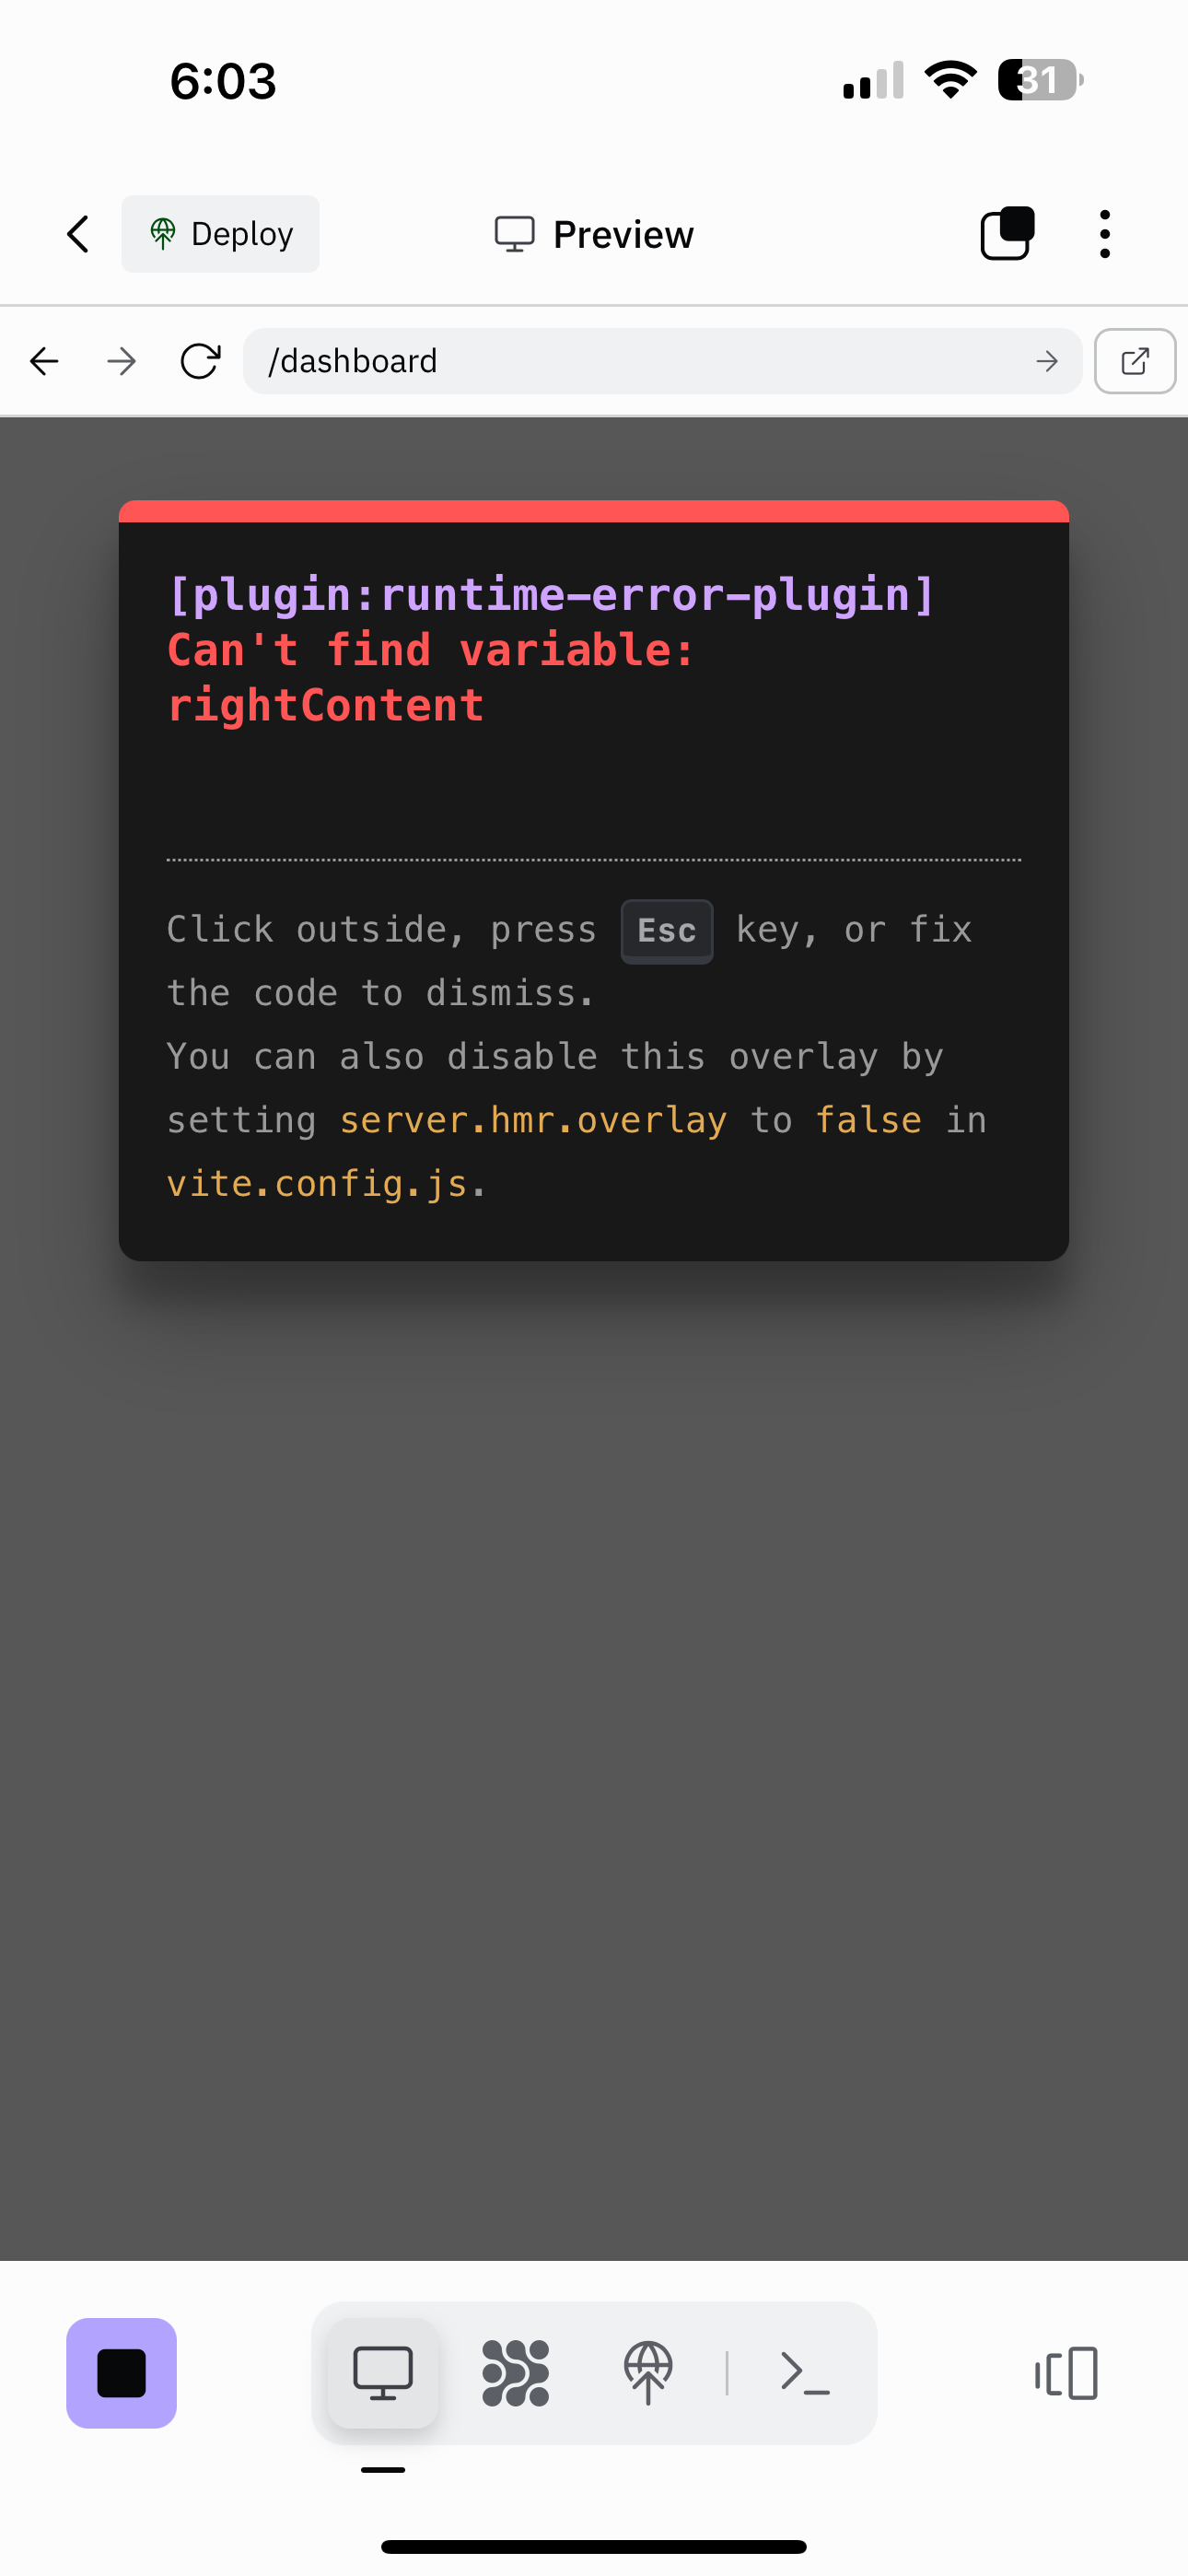 6:03
31
Deploy
Preview
/dashboard
[plugin:runtime-error-plugin]
Can't find variable:
rightContent
Click outside, press Esc key, or fix
the code to dismiss.
You can also disable this overlay by
setting server.hmr.overlay to false in
vite.config.js.